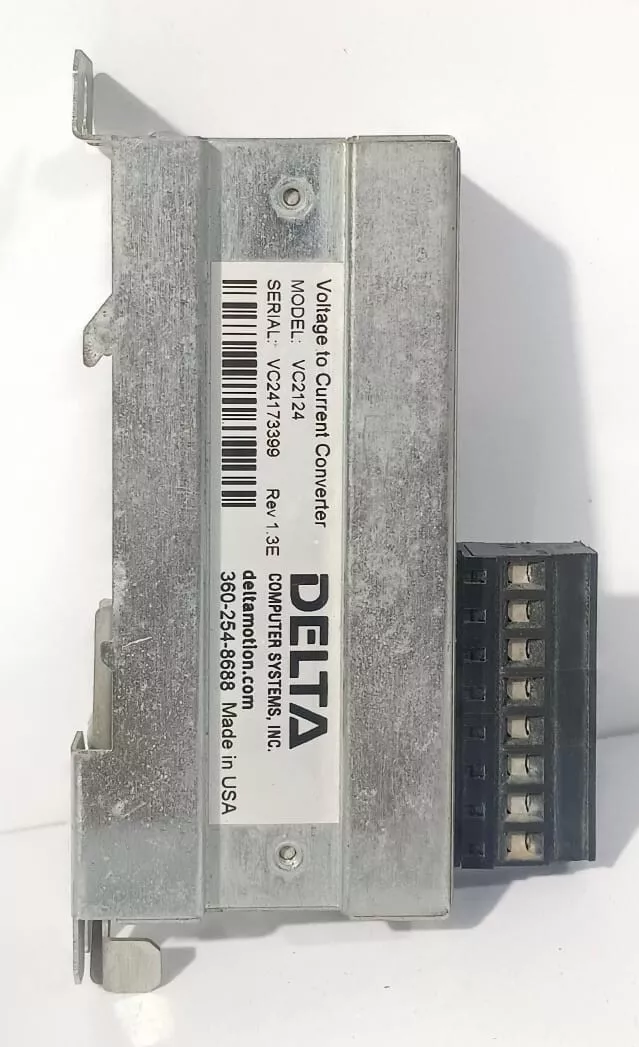 Voltage to Current Converter
MODEL: VC2124
SERIAL: VC24173399 Rev 1.3E
DELTA
COMPUTER SYSTEMS, INC.
deltamotion.com
360-254-8688 Made in USA